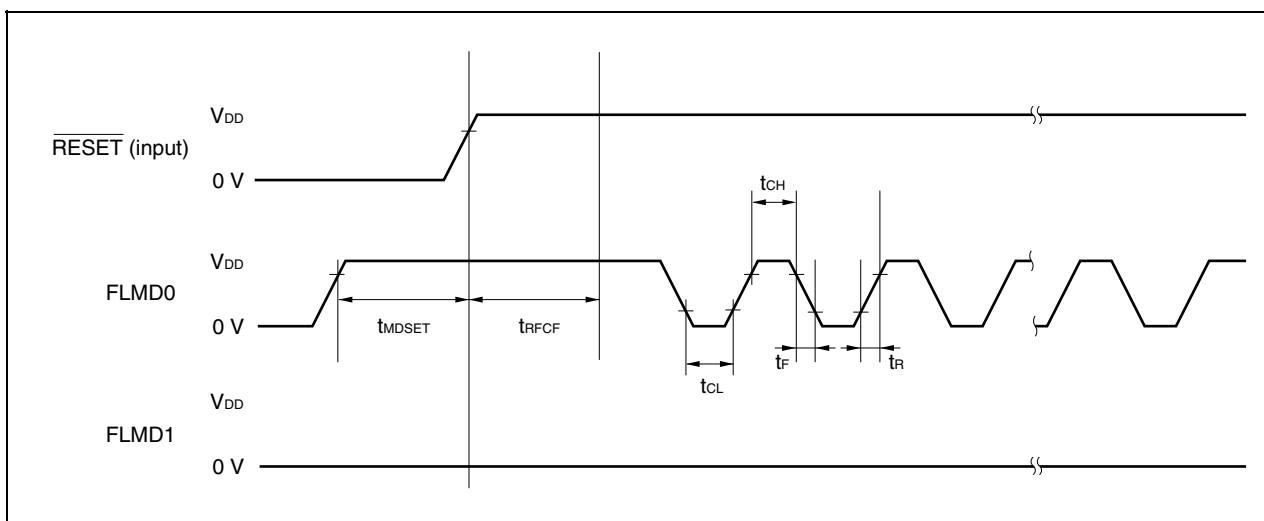 VDD
RESET (input)
0 V
tCH
VDD
FLMD0
tMDSET
tRFCF
0 V
tF
tR
tCL
VDD
FLMD1
0 V